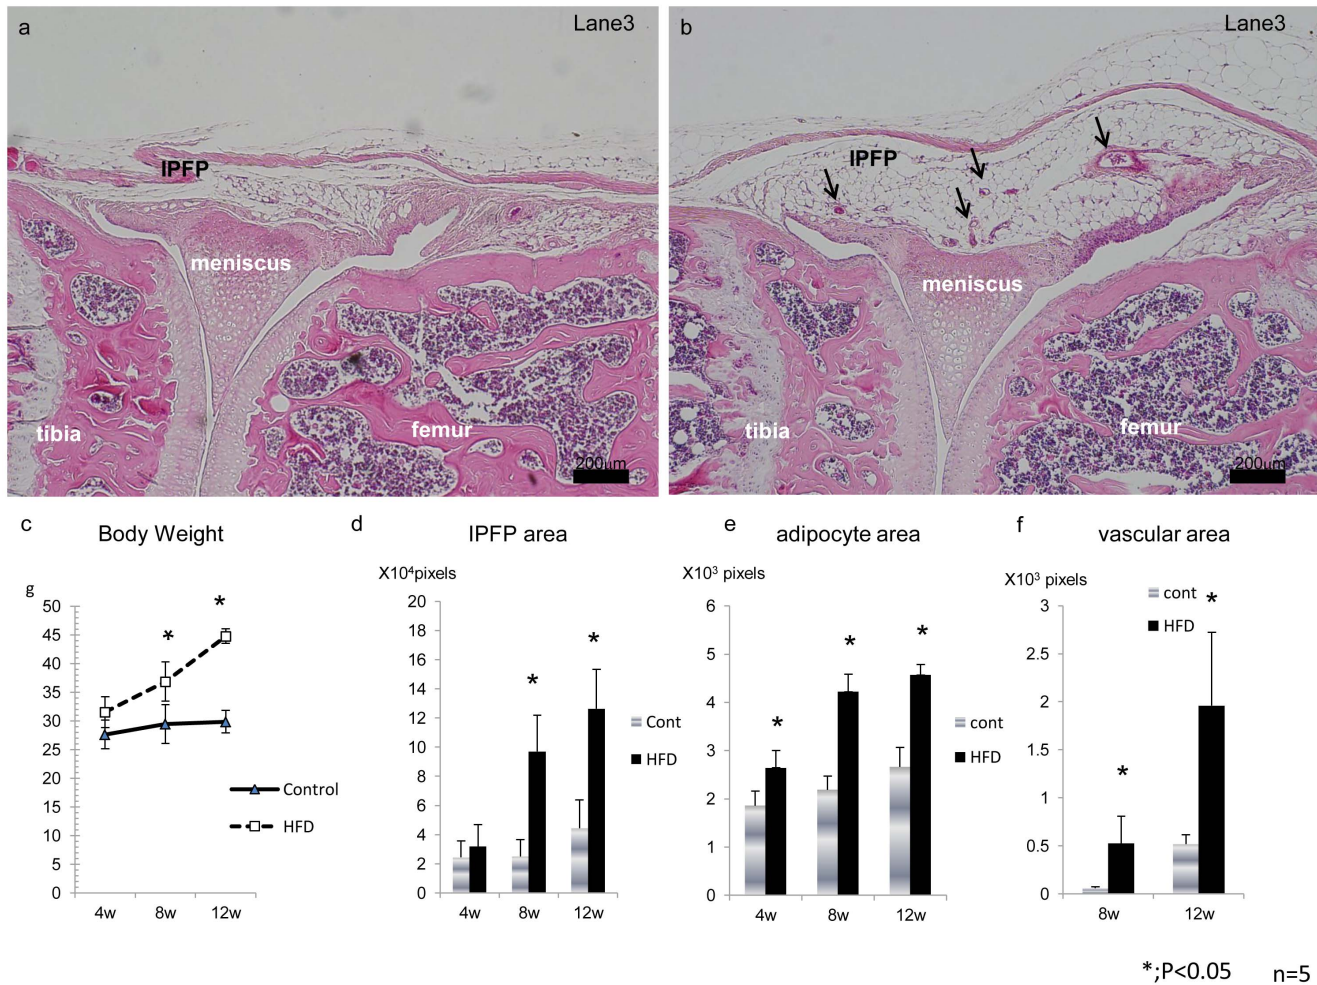 a
Lane3
IPFP
meniscus
tibia
femur
200µm
b
Lane3
IPFP
meniscus
tibia
femur
200µm
c
Body Weight
g
50
45
40
35
30
25
20
15
10
5
0
4w
8w
12w
*
*
Control
HFD
d
IPFP area
X10⁴pixels
20
18
16
14
12
10
8
6
4
2
0
4w
8w
12w
*
*
Cont
HFD
e
adipocyte area
X10³ pixels
6
5
4
3
2
1
0
4w
8w
12w
*
*
*
cont
HFD
f
vascular area
X10³ pixels
3
2.5
2
1.5
1
0.5
0
8w
12w
*
*
cont
HFD
*;P<0.05
n=5